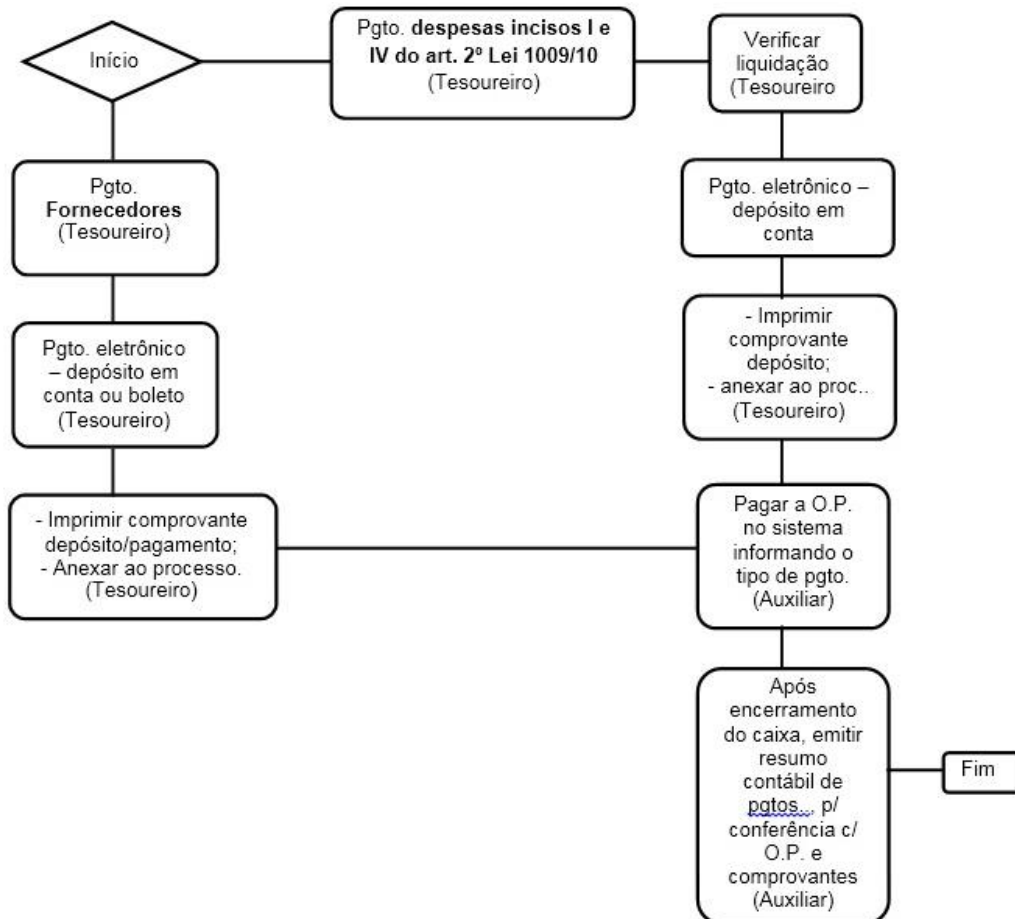 Início
Pgto. despesas incisos I e
IV do art. 2º Lei 1009/10
(Tesoureiro)
Verificar
liquidação
(Tesoureiro
Pgto.
Fornecedores
(Tesoureiro)
Pgto. eletrônico –
depósito em
conta
Pgto. eletrônico
– depósito em
conta ou boleto
(Tesoureiro)
- Imprimir
comprovante
depósito;
- anexar ao proc..
(Tesoureiro)
- Imprimir comprovante
depósito/pagamento;
- Anexar ao processo.
(Tesoureiro)
Pagar a O.P.
no sistema
informando o
tipo de pgto.
(Auxiliar)
Após
encerramento
do caixa, emitir
resumo
contábil de
pgtos..., p/
conferência c/
O.P. e
comprovantes
(Auxiliar)
Fim